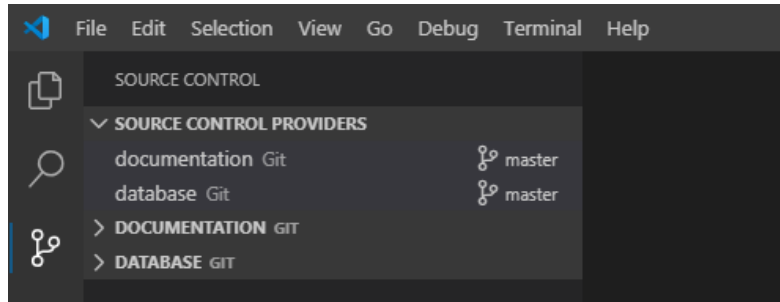 File Edit Selection View Go Debug Terminal Help
SOURCE CONTROL
SOURCE CONTROL PROVIDERS
documentation Git master
database Git master
DOCUMENTATION GIT
DATABASE GIT